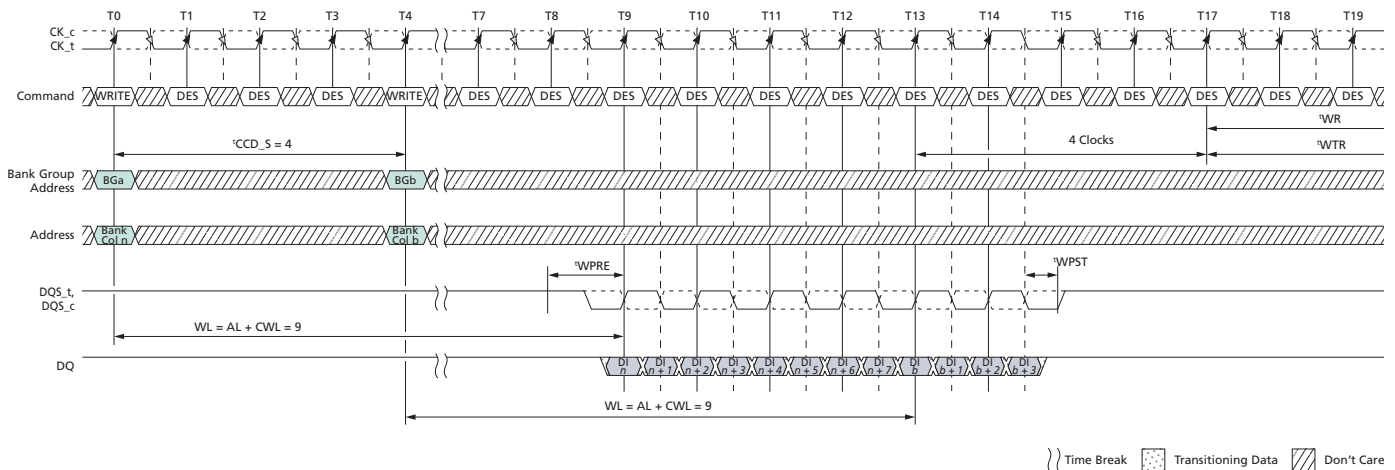 T0 T1 T2 T3 T4 T7 T8 T9 T10 T11 T12 T13 T14 T15 T16 T17 T18 T19
CK_c
CK_t
Command WRITE DES DES DES WRITE DES DES DES DES DES DES DES DES DES DES DES DES DES
tWR
tCCD_S = 4
4 Clocks
tWTR
Bank Group
Address
BGa BGb
Address
Bank
Col n
Bank
Col b
tWPRE tWPST
DQS_t,
DQS_c
WL = AL + CWL = 9
DQ
DI
n
DI
n + 1
DI
n + 2
DI
n + 3
DI
n + 4
DI
n + 5
DI
n + 6
DI
n + 7
DI
b
DI
b + 1
DI
b + 2
DI
b + 3
WL = AL + CWL = 9
Time Break Transitioning Data Don't Care